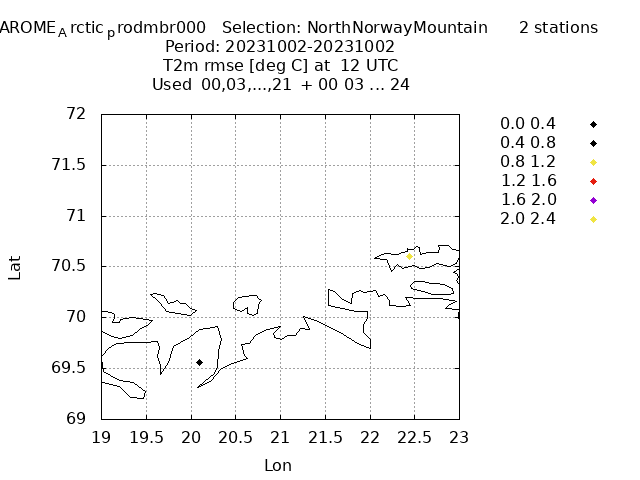 AROME_Arctic_prodmbr000 Selection: NorthNorwayMountain 2 stations
Period: 20231002-20231002
T2m rmse [deg C] at 12 UTC
Used 00,03,...,21 + 00 03 ... 24
0.0 0.4
0.4 0.8
0.8 1.2
1.2 1.6
1.6 2.0
2.0 2.4
72
71.5
71
70.5
70
69.5
69
Lat
19 19.5 20 20.5 21 21.5 22 22.5 23
Lon